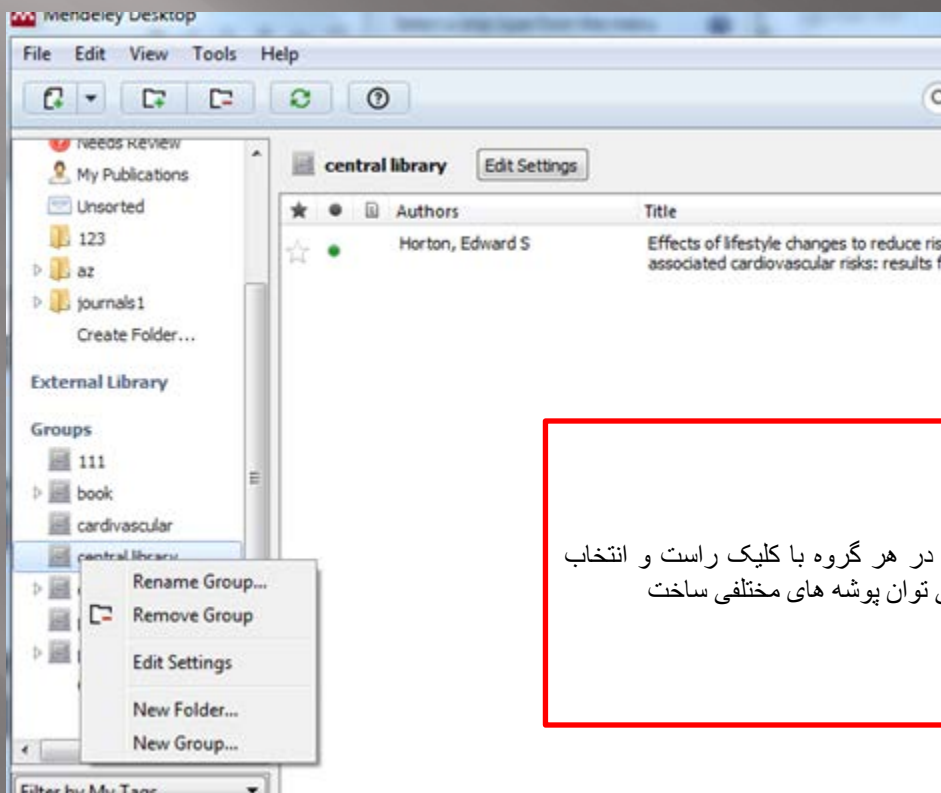 Mendeley Desktop
File Edit View Tools Help
Needs Review
My Publications
Unsorted
123
az
journals1
Create Folder...
External Library
Groups
111
book
cardivascular
central library
Rename Group...
Remove Group
Edit Settings
New Folder...
New Group...
Filter by My Tags
central library Edit Settings
Authors Title
Horton, Edward S Effects of lifestyle changes to reduce
associated cardiovascular risks: results
در هر گروه با کلیک راست و انتخاب
توان پوشه های مختلفی ساخت